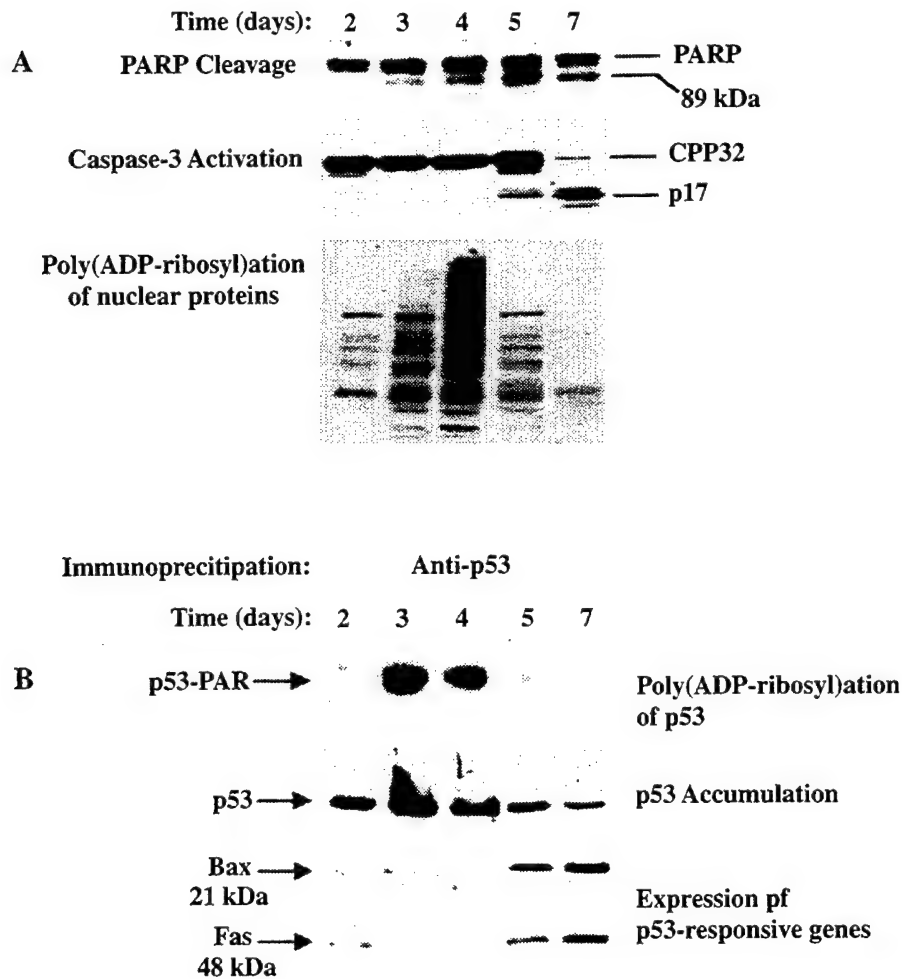 Time (days): 2 3 4 5 7
A PARP Cleavage PARP
89 kDa
Caspase-3 Activation CPP32
p17
Poly(ADP-ribosyl)ation
of nuclear proteins
Immunoprecitipation: Anti-p53
Time (days): 2 3 4 5 7
B p53-PAR Poly(ADP-ribosyl)ation
of p53
p53 p53 Accumulation
Bax
21 kDa
Expression pf
p53-responsive genes
Fas
48 kDa